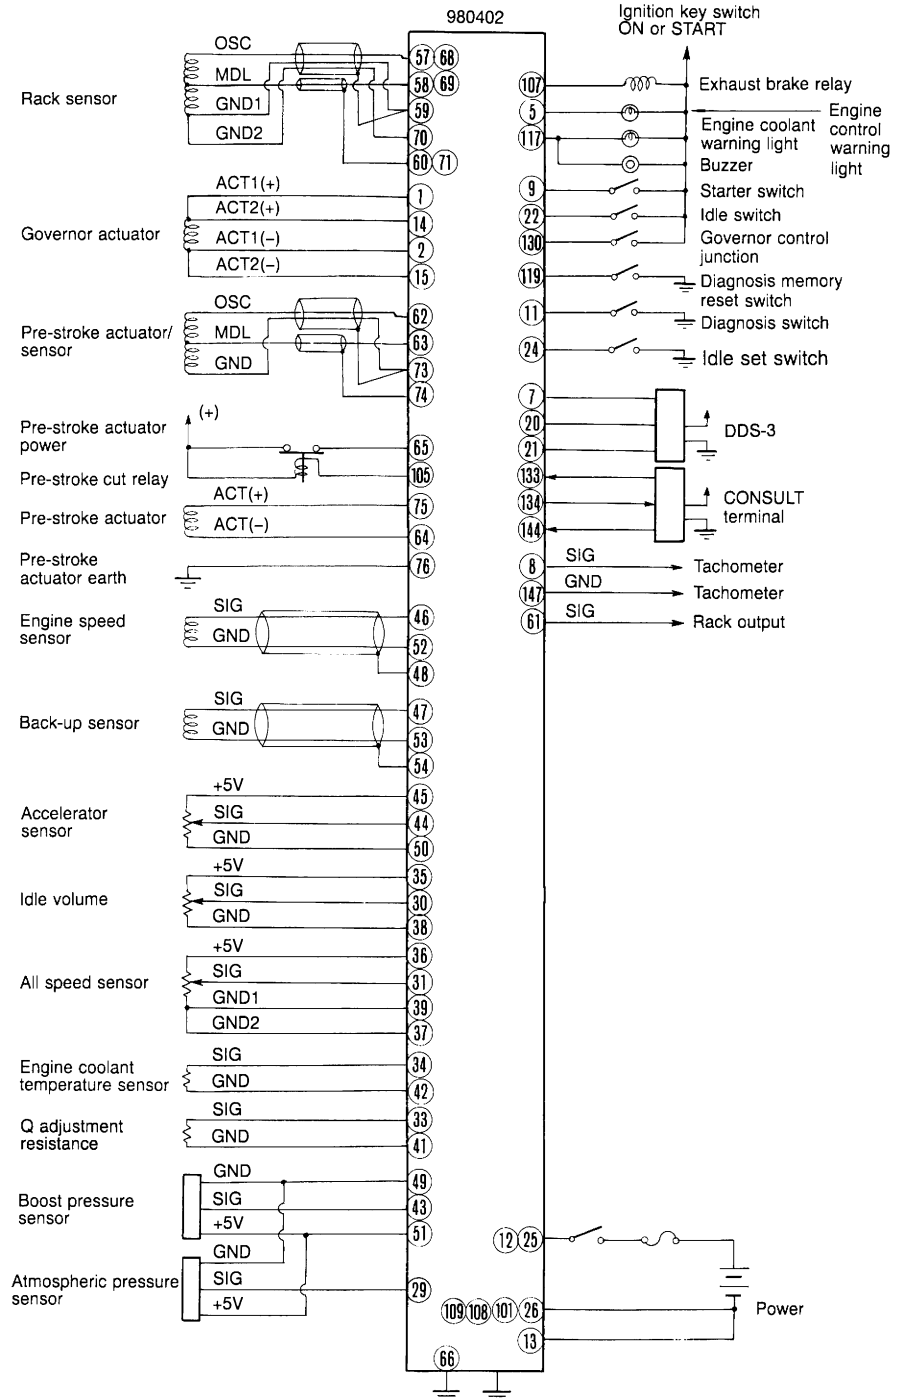 980402
Ignition key switch
ON or START
Rack sensor
OSC
MDL
GND1
GND2
57 68
58 69
59
70
60 71
Governor actuator
ACT1(+)
ACT2(+)
ACT1(−)
ACT2(−)
1
14
2
15
Pre-stroke actuator/
sensor
OSC
MDL
GND
62
63
73
74
Pre-stroke actuator
power
(+)
65
Pre-stroke cut relay
105
Pre-stroke actuator
ACT(+)
ACT(−)
75
64
Pre-stroke
actuator earth
76
Engine speed
sensor
SIG
GND
46
52
48
Back-up sensor
SIG
GND
47
53
54
Accelerator
sensor
+5V
SIG
GND
45
44
50
Idle volume
+5V
SIG
GND
35
30
38
All speed sensor
+5V
SIG
GND1
GND2
36
31
39
37
Engine coolant
temperature sensor
SIG
GND
34
42
Q adjustment
resistance
SIG
GND
33
41
Boost pressure
sensor
GND
SIG
+5V
49
43
51
Atmospheric pressure
sensor
GND
SIG
+5V
29
107
Exhaust brake relay
5
Engine
control
warning
light
117
Engine coolant
warning light
Buzzer
9
Starter switch
22
Idle switch
130
Governor control
junction
119
Diagnosis memory
reset switch
11
Diagnosis switch
24
Idle set switch
7
20
21
DDS-3
133
134
144
CONSULT
terminal
8
SIG
Tachometer
147
GND
Tachometer
61
SIG
Rack output
12 25
109 108 101 26
Power
13
66